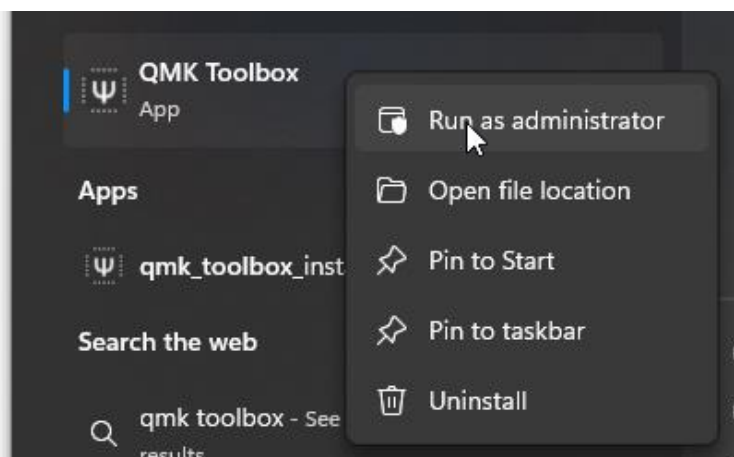 QMK Toolbox
App
Run as administrator
Apps
Open file location
qmk_toolbox_inst
Pin to Start
Search the web
Pin to taskbar
qmk toolbox - See
results
Uninstall